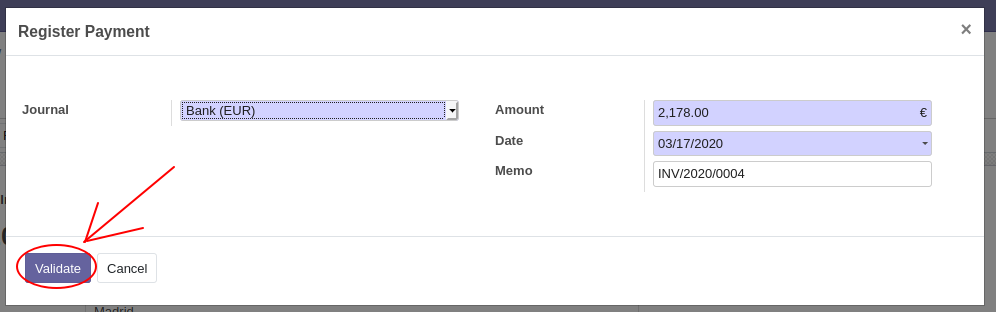 Register Payment ×
Journal Bank (EUR)
Amount 2,178.00 €
Date 03/17/2020
Memo INV/2020/0004
Validate Cancel
Madrid